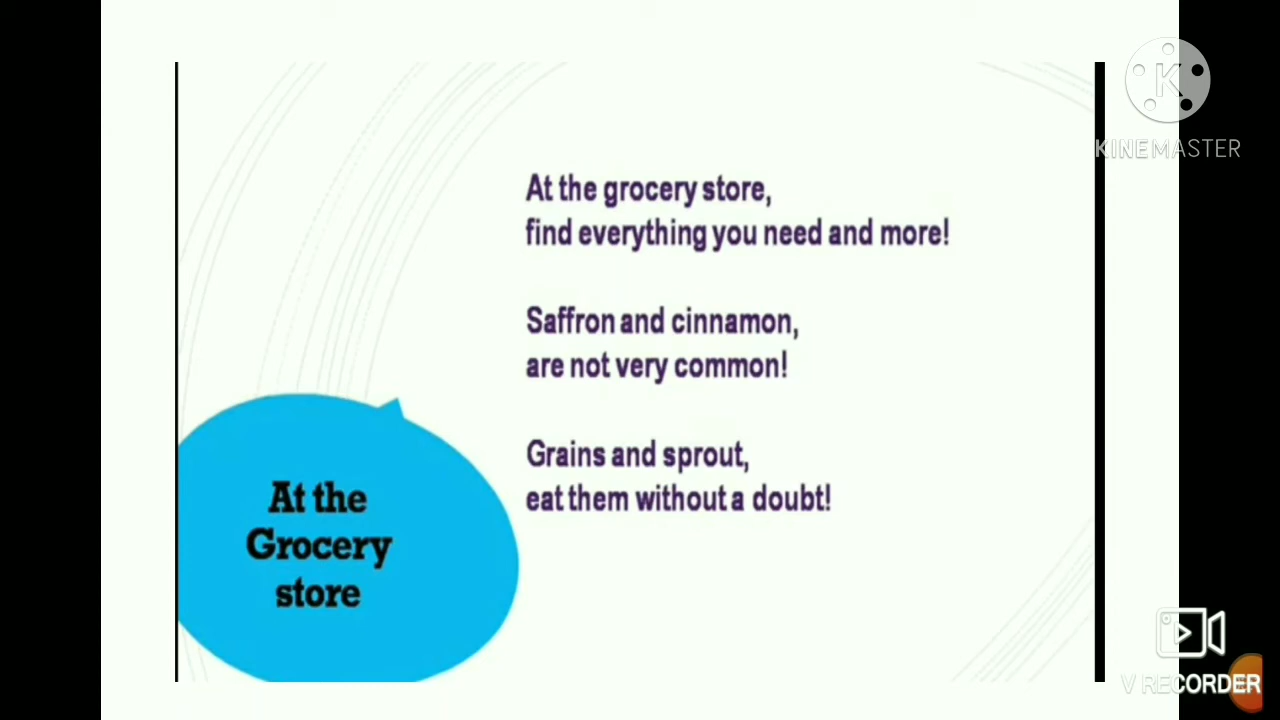 At the grocery store,
find everything you need and more!
Saffron and cinnamon,
are not very common!
Grains and sprout,
eat them without a doubt!
At the
Grocery
store
K
KINEMASTER
V RECORDER